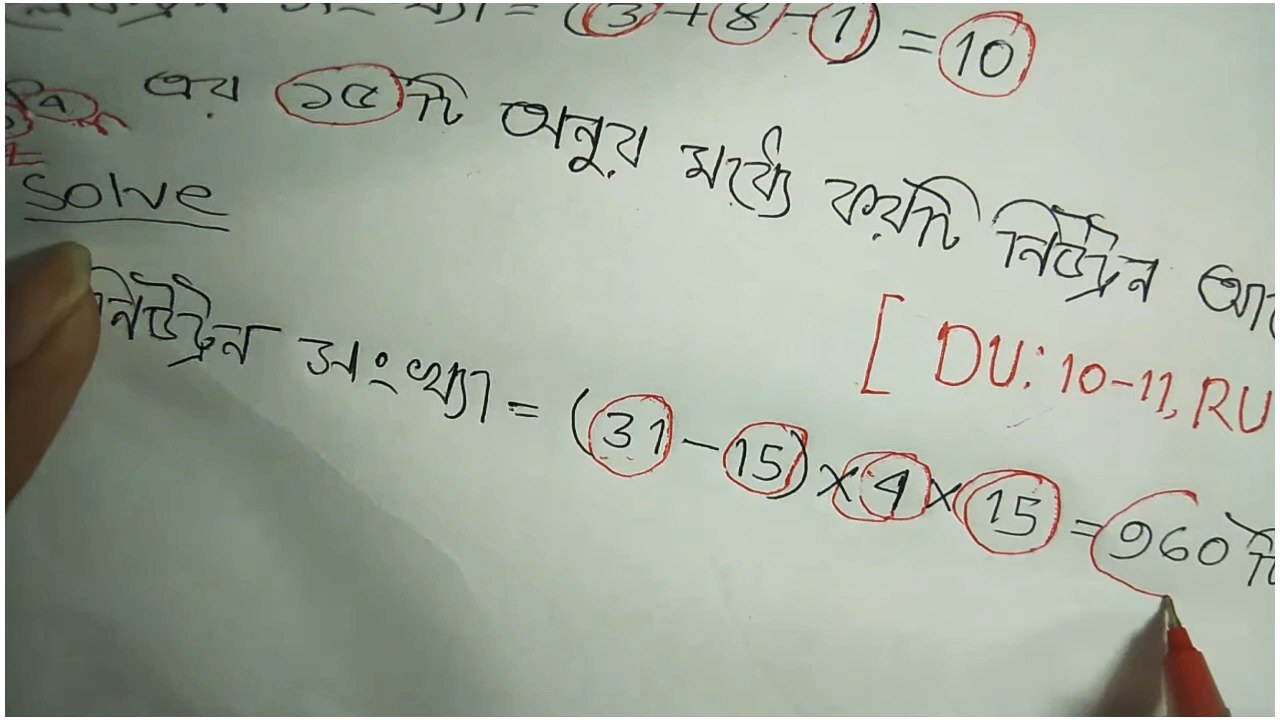 = (3+8-1) = 10
এর ১৫টি অনুর মধ্যে কয়টি নিউট্রন
Solve
[ DU: 10-11, RU
নিউট্রন সংখ্যা = (31-15)×4×15 = 960 টি